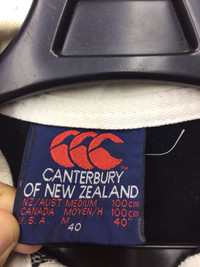 CANTERBURY
OF NEW ZEALAND
NZ/AUST MEDIUM 100cm
CANADA MOYEN/H 100cm
U.S.A. M 40"
40